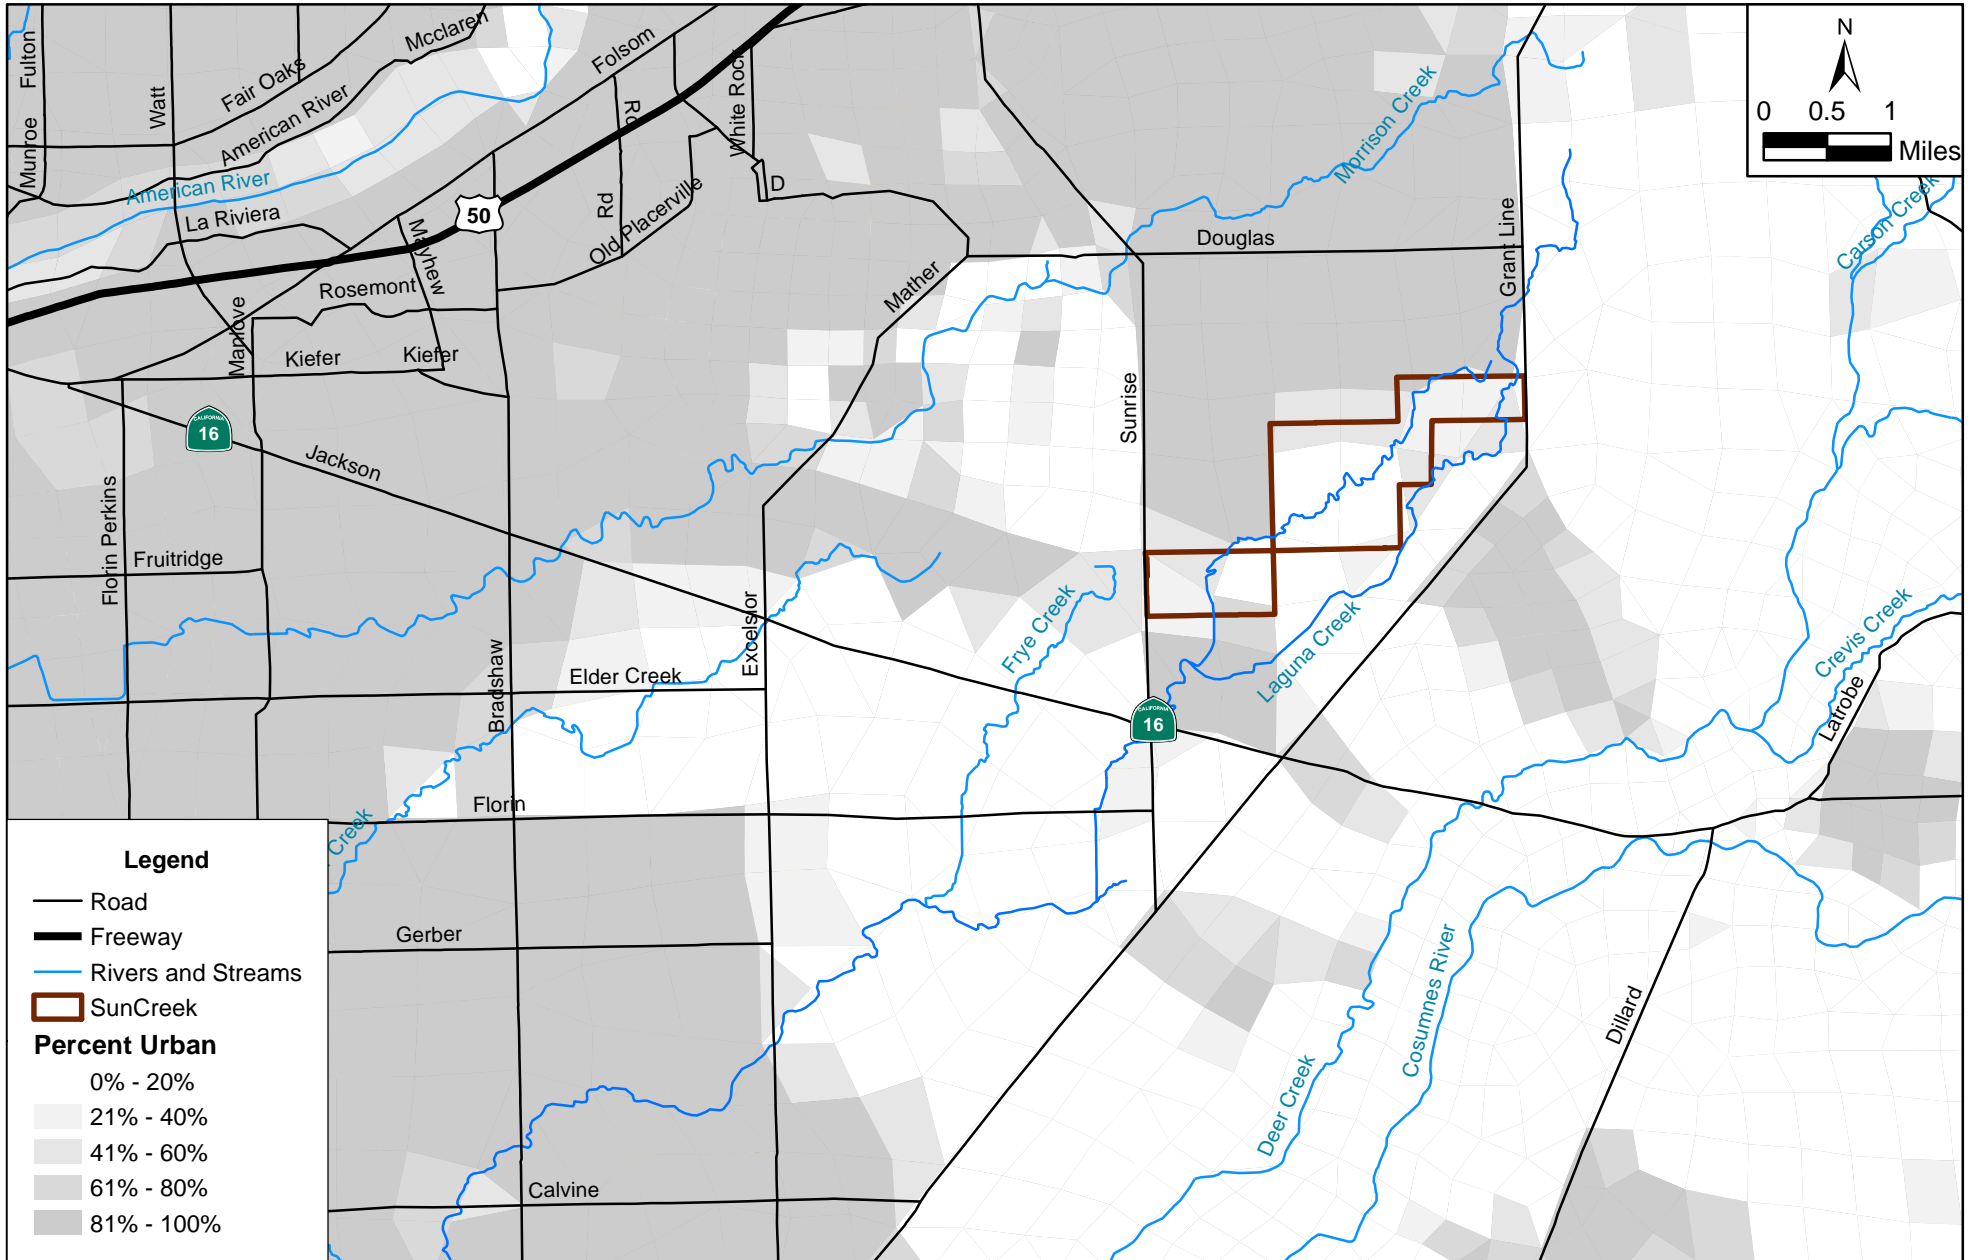 Fulton
Munroe
Watt
Fair Oaks
Mcclaren
American River
American River
La Riviera
Folsom
50
Mayhew
Rosemont
Manlove
Kiefer
Kiefer
CALIFORNIA
16
Jackson
Florin Perkins
Fruitridge
Rd
Rd
Old Placerville
White Rock
D
Mather
Douglas
Sunrise
Grant Line
Morrison Creek
Carson Creek
N
0 0.5 1
Miles
Frye Creek
Laguna Creek
Excelsior
Bradshaw
Elder Creek
Florin
Creek
CALIFORNIA
16
Crevis Creek
Latrobe
Gerber
Cosumnes River
Deer Creek
Dillard
Calvine
Legend
Road
Freeway
Rivers and Streams
SunCreek
Percent Urban
0% - 20%
21% - 40%
41% - 60%
61% - 80%
81% - 100%